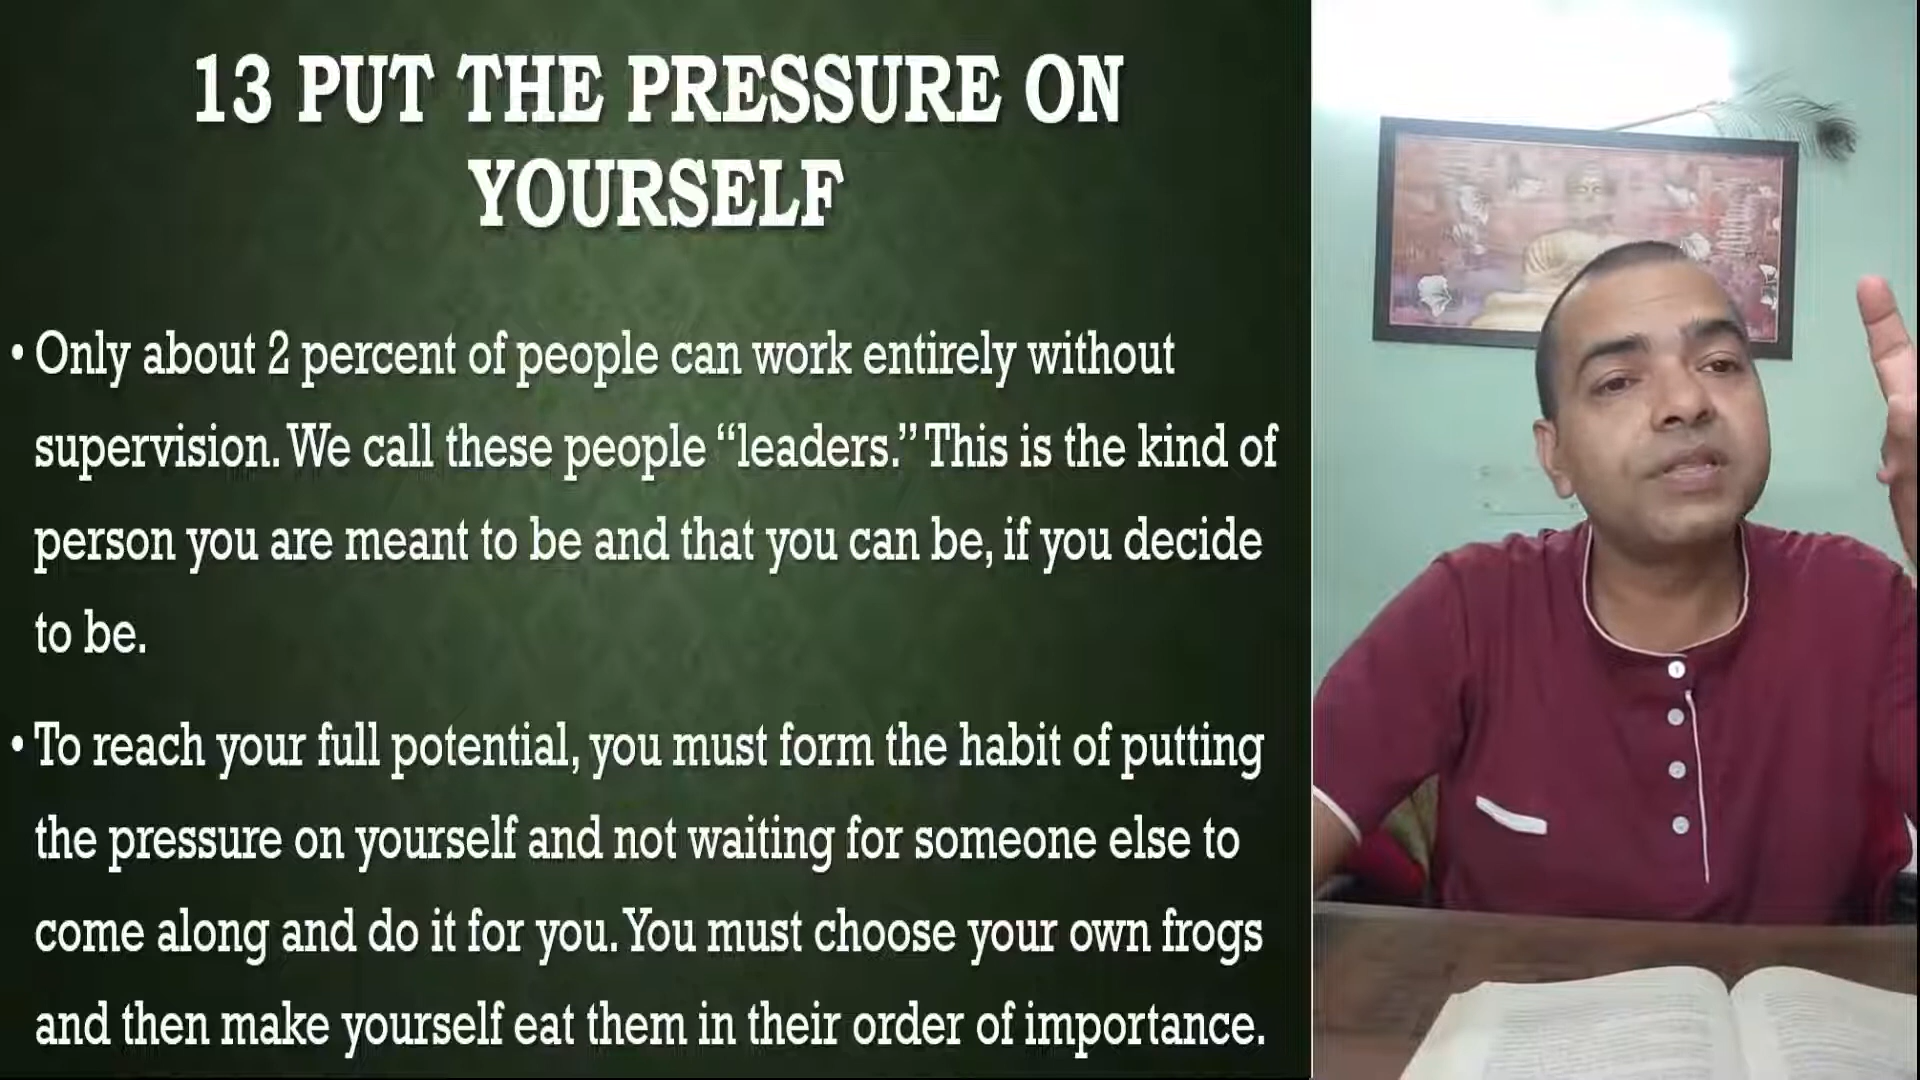 13 PUT THE PRESSURE ON
YOURSELF
• Only about 2 percent of people can work entirely without
supervision. We call these people “leaders.” This is the kind of
person you are meant to be and that you can be, if you decide
to be.
• To reach your full potential, you must form the habit of putting
the pressure on yourself and not waiting for someone else to
come along and do it for you. You must choose your own frogs
and then make yourself eat them in their order of importance.